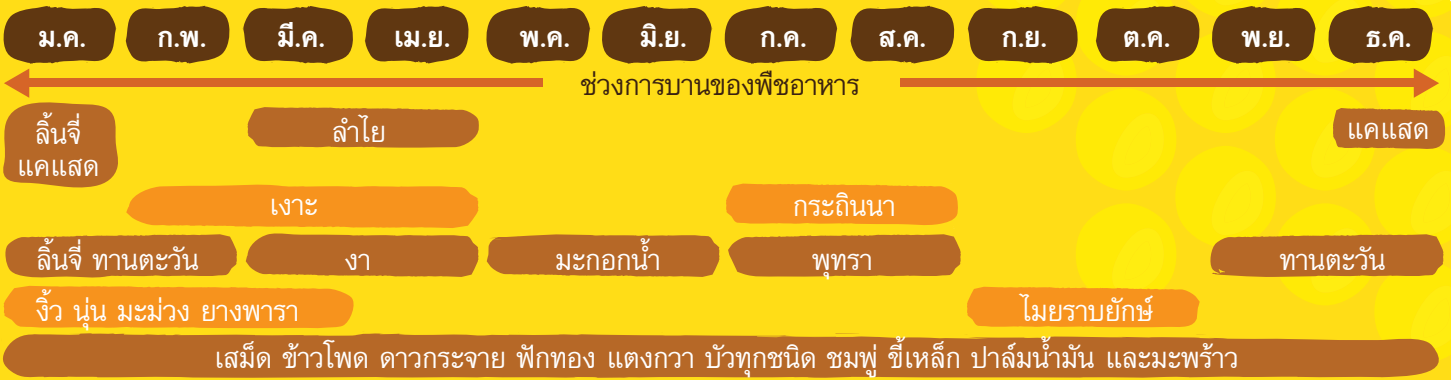 ม.ค. ก.พ. มี.ค. เม.ย. พ.ค. มิ.ย. ก.ค. ส.ค. ก.ย. ต.ค. พ.ย. ธ.ค.
ช่วงการบานของพืชอาหาร
ลิ้นจี่
แคแสด
ลำไย
แคแสด
เงาะ
กระถินนา
ลิ้นจี่ ทานตะวัน
งา
มะกอกน้ำ
พุทรา
ทานตะวัน
งิ้ว นุ่น มะม่วง ยางพารา
ไมยราบยักษ์
เสม็ด ข้าวโพด ดาวกระจาย ฟักทอง แตงกวา บัวทุกชนิด ชมพู่ ขี้เหล็ก ปาล์มน้ำมัน และมะพร้าว